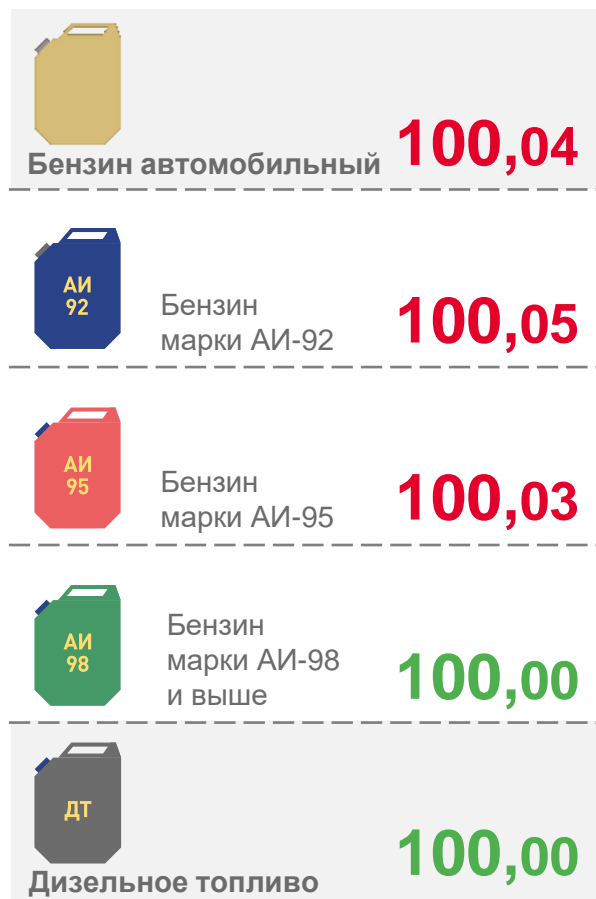 100,04
Бензин автомобильный
АИ
92
Бензин
марки АИ-92
100,05
АИ
95
Бензин
марки АИ-95
100,03
АИ
98
Бензин
марки АИ-98
и выше
100,00
ДТ
100,00
Дизельное топливо